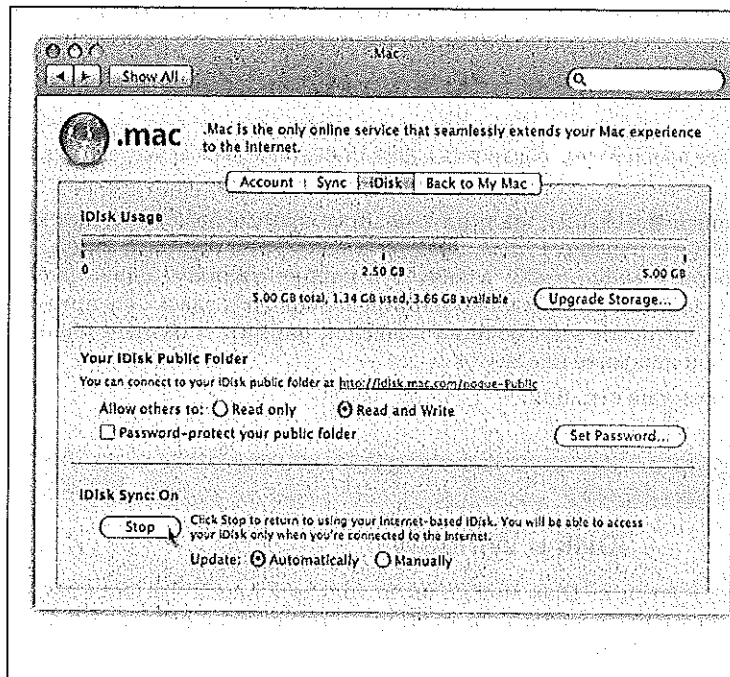 .Mac
Show All
.mac
.Mac is the only online service that seamlessly extends your Mac experience
to the Internet.
Account Sync iDisk Back to My Mac
iDisk Usage
0 2.50 GB 5.00 GB
5.00 GB total, 1.34 GB used, 3.66 GB available Upgrade Storage...
Your iDisk Public Folder
You can connect to your iDisk public folder at http://idisk.mac.com/pogue-Public
Allow others to: Read only Read and Write
Password-protect your public folder Set Password...
iDisk Sync: On
Stop Click Stop to return to using your Internet-based iDisk. You will be able to access
your iDisk only when you're connected to the Internet.
Update: Automatically Manually